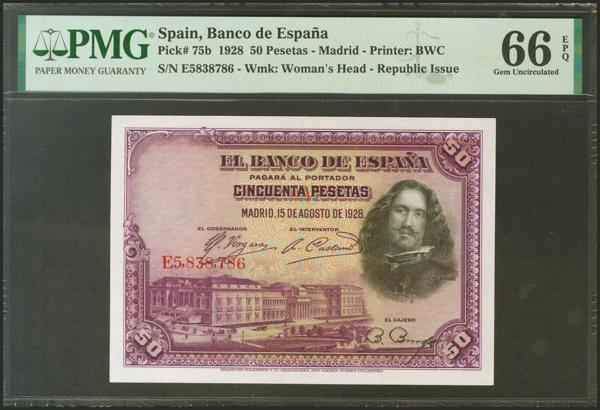 PMG
PAPER MONEY GUARANTY
Spain, Banco de España
Pick# 75b 1928 50 Pesetas - Madrid - Printer: BWC
S/N E5838786 - Wmk: Woman's Head - Republic Issue
66 EPQ
Gem Uncirculated
50
50
EL BANCO DE ESPAÑA
PAGARÁ AL PORTADOR
CINCUENTA PESETAS
MADRID, 15 DE AGOSTO DE 1928
EL GOBERNADOR
EL INTERVENTOR
E5,838,786
EL CAJERO
50
50